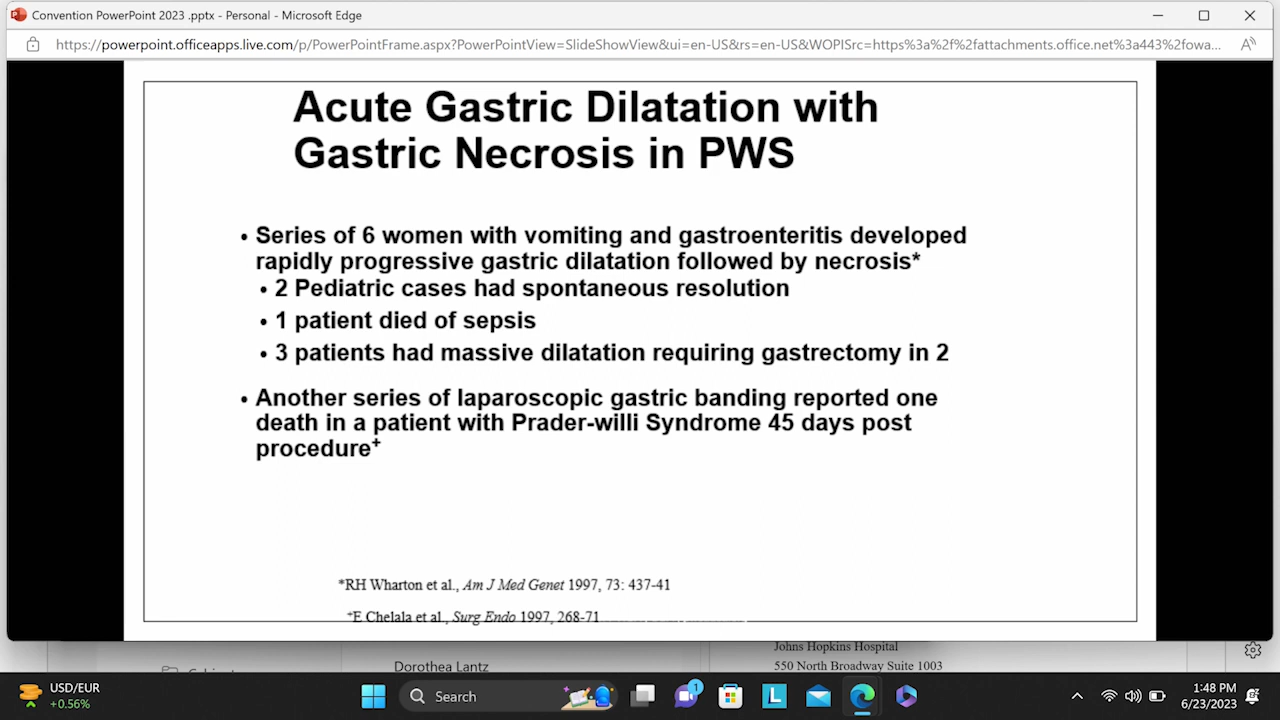 Convention PowerPoint 2023 .pptx - Personal - Microsoft Edge
https://powerpoint.officeapps.live.com/p/PowerPointFrame.aspx?PowerPointView=SlideShowView&ui=en-US&rs=en-US&WOPISrc=https%3a%2f%2fattachments.office.net%3a443%2fowa...
Acute Gastric Dilatation with
Gastric Necrosis in PWS
• Series of 6 women with vomiting and gastroenteritis developed
rapidly progressive gastric dilatation followed by necrosis*
• 2 Pediatric cases had spontaneous resolution
• 1 patient died of sepsis
• 3 patients had massive dilatation requiring gastrectomy in 2
• Another series of laparoscopic gastric banding reported one
death in a patient with Prader-willi Syndrome 45 days post
procedure+
*RH Wharton et al., Am J Med Genet 1997, 73: 437-41
+E Chelala et al., Surg Endo 1997, 268-71
Johns Hopkins Hospital
Dorothea Lantz
550 North Broadway Suite 1003
USD/EUR
+0.56%
Search
1
1:48 PM
6/23/2023